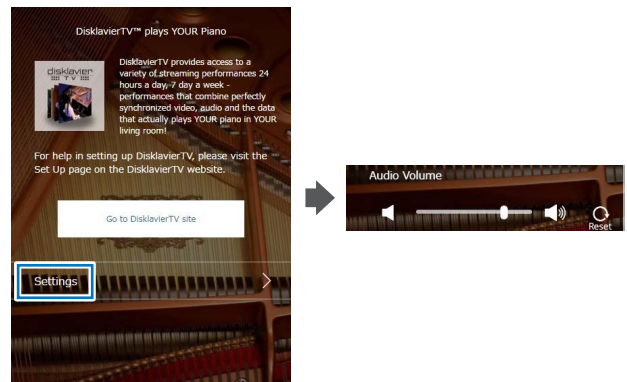 DisklavierTV™ plays YOUR Piano
disklavier
TV
DisklavierTV provides access to a
variety of streaming performances 24
hours a day, 7 day a week -
performances that combine perfectly
synchronized video, audio and the data
that actually plays YOUR piano in YOUR
living room!
For help in setting up DisklavierTV, please visit the
Set Up page on the DisklavierTV website.
Go to DisklavierTV site
Settings
Audio Volume
Reset